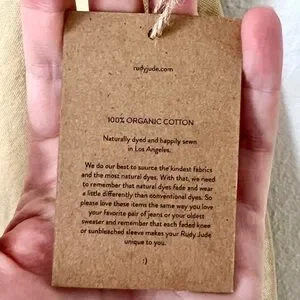 rudyjude.com
100% ORGANIC COTTON
Naturally dyed and happily sewn
in Los Angeles.
We do our best to source the kindest fabrics
and the most natural dyes. With that, we need
to remember that natural dyes fade and wear
a little differently than conventional dyes. So
please love these items the same way you love
your favorite pair of jeans or your oldest
sweater and remember that each faded knee
or sunbleached sleeve makes your Rudy Jude
unique to you.
:)